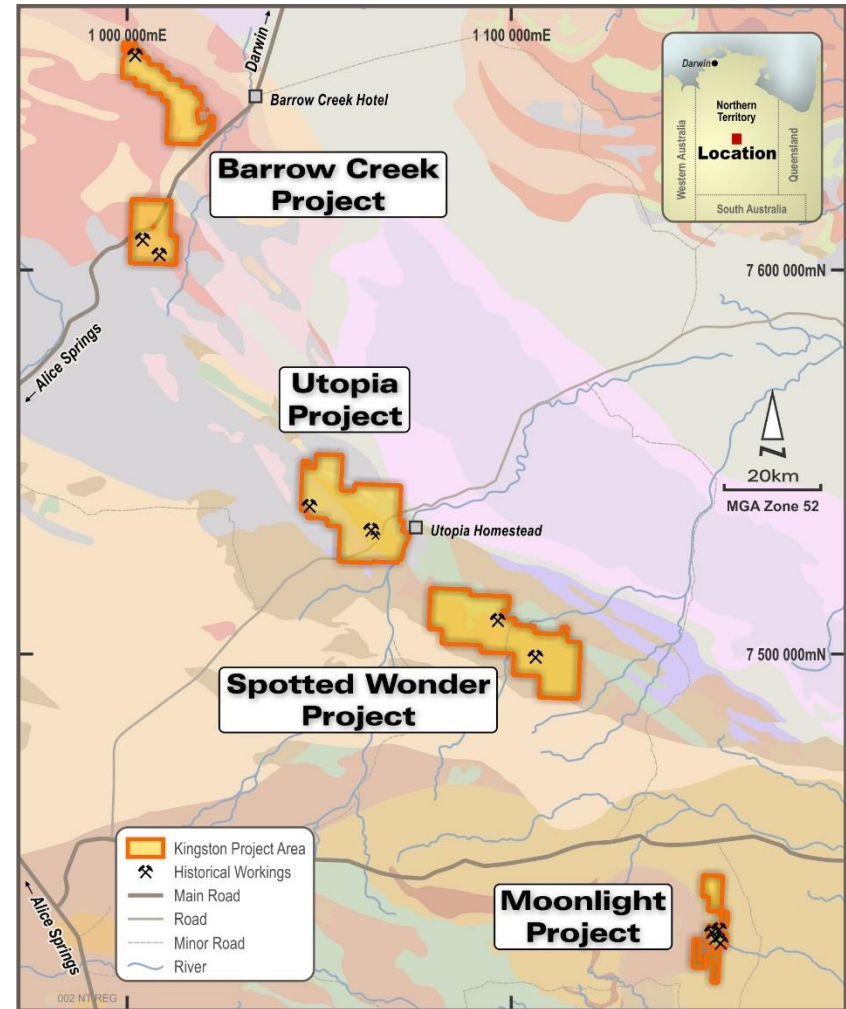 1 000 000mE
1 100 000mE
Darwin →
Barrow Creek Hotel
Darwin
Northern
Territory
Location
Western Australia
Queensland
South Australia
Barrow Creek
Project
7 600 000mN
← Alice Springs
Utopia
Project
N
20km
MGA Zone 52
Utopia Homestead
7 500 000mN
Spotted Wonder
Project
Kingston Project Area
Historical Workings
Main Road
Road
Minor Road
River
← Alice Springs
Moonlight
Project
002 NT REG